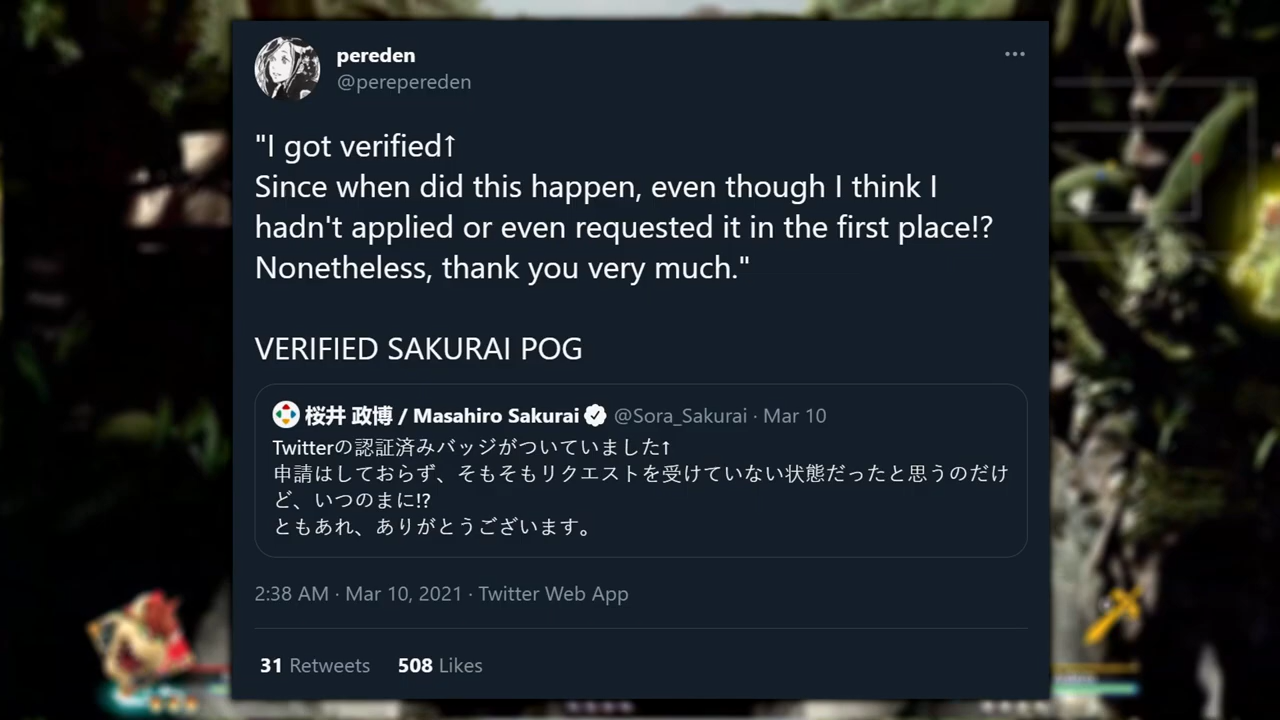 pereden
@perepereden
"I got verified↑
Since when did this happen, even though I think I
hadn't applied or even requested it in the first place!?
Nonetheless, thank you very much."
VERIFIED SAKURAI POG
桜井 政博 / Masahiro Sakurai @Sora_Sakurai · Mar 10
Twitterの認証済みバッジがついていました↑
申請はしておらず、そもそもリクエストを受けていない状態だったと思うのだけ
ど、いつのまに!?
ともあれ、ありがとうございます。
2:38 AM · Mar 10, 2021 · Twitter Web App
31 Retweets 508 Likes